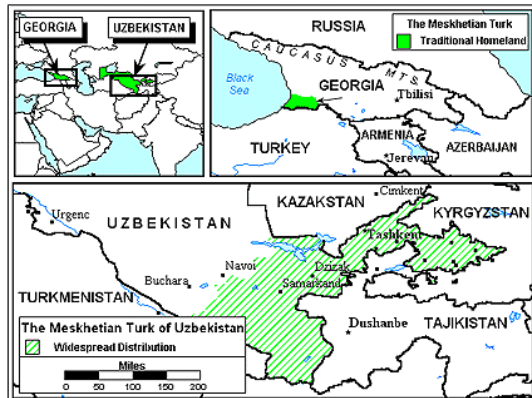 GEORGIA
UZBEKISTAN
RUSSIA
The Meskhetian Turk
Traditional Homeland
CAUCASUS MTS.
Black
Sea
GEORGIA
Tbilisi
TURKEY
ARMENIA
AZERBAIJAN
Jerevan
Cimkent
KAZAKSTAN
KYRGYZSTAN
Urgenc
UZBEKISTAN
Tashkent
Navoi
Dzizak
Buchara
Samarkand
TURKMENISTAN
The Meskhetian Turk of Uzbekistan
Widespread Distribution
Dushanbe
TAJIKISTAN
Miles
0 50 100 150 200